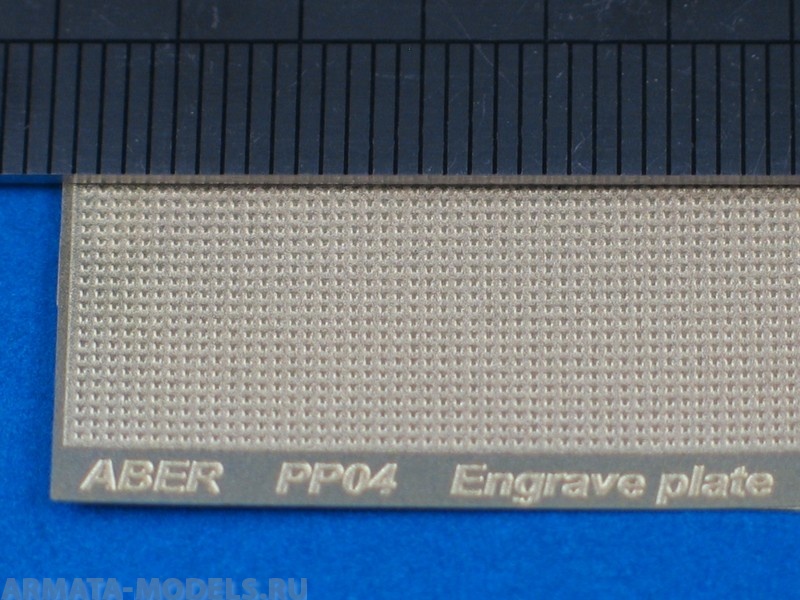 ABER PP04 Engrave plate
ARMATA-MODELS.RU